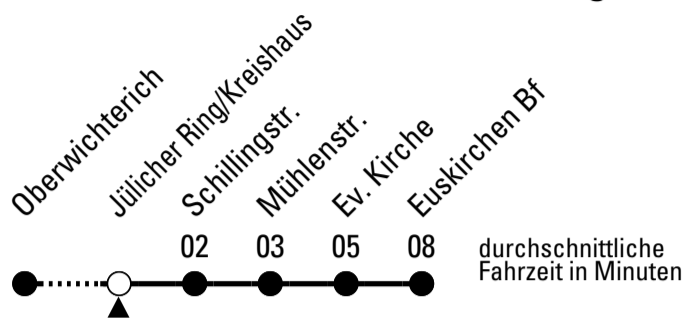 Oberwichterich
Jülicher Ring/Kreishaus
Schillingstr.
Mühlenstr.
Ev. Kirche
Euskirchen Bf
02 03 05 08
durchschnittliche
Fahrzeit in Minuten